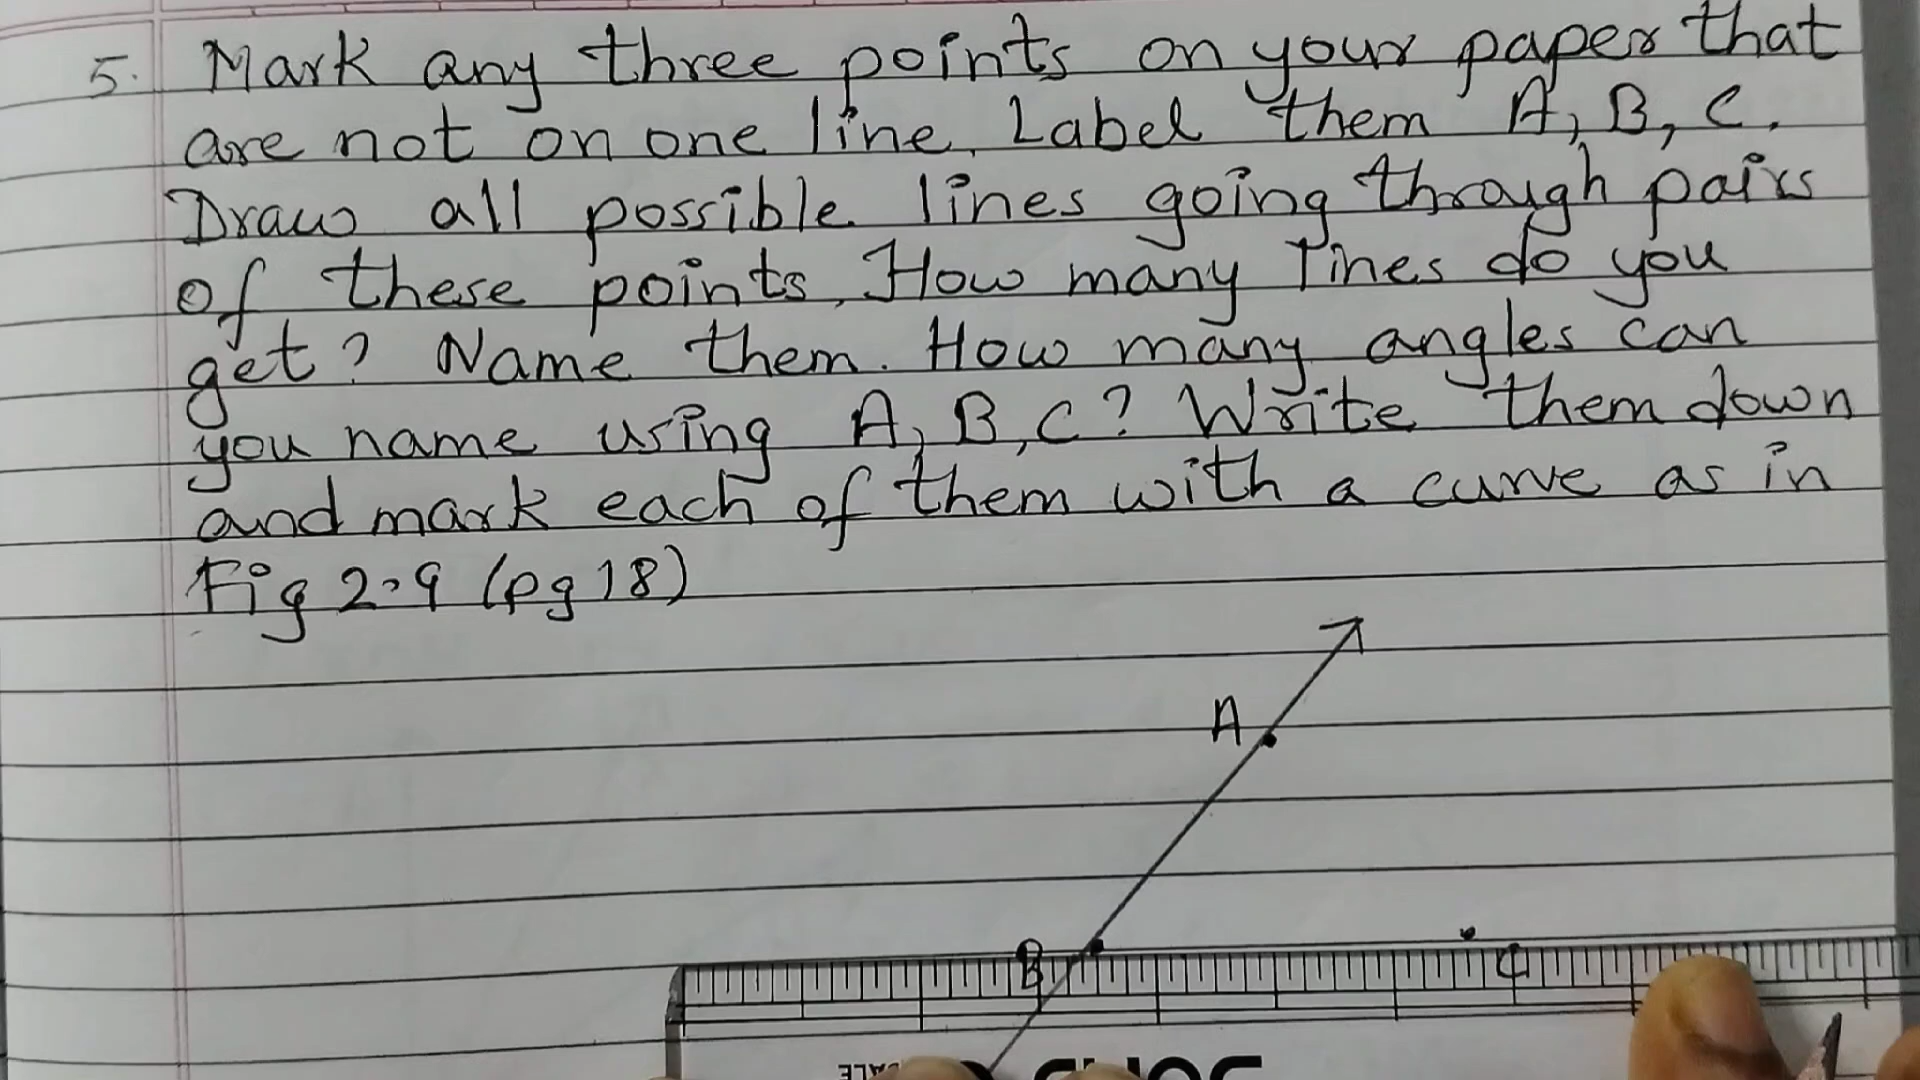 5. Mark any three points on your paper that
are not on one line. Label them A, B, C.
Draw all possible lines going through pairs
of these points. How many lines do you
get? Name them. How many angles can
you name using A, B, C? Write them down
and mark each of them with a curve as in
Fig 2.9 (pg 18)
A
B
C